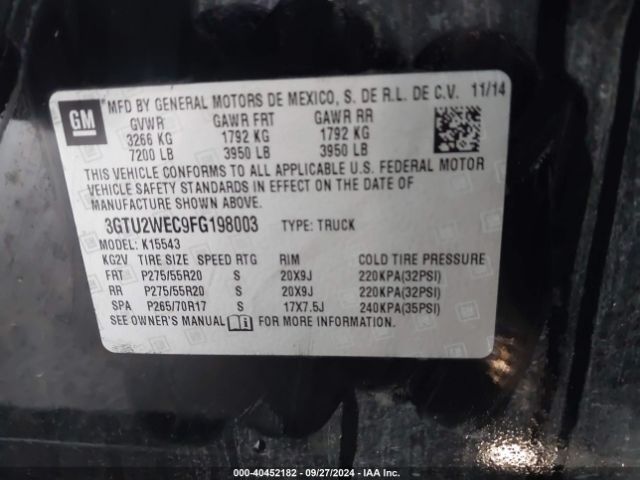 GM
MFD BY GENERAL MOTORS DE MEXICO, S. DE R.L. DE C.V. 11/14
GVWR GAWR FRT GAWR RR
3266 KG 1792 KG 1792 KG
7200 LB 3950 LB 3950 LB
THIS VEHICLE CONFORMS TO ALL APPLICABLE U.S. FEDERAL MOTOR
VEHICLE SAFETY STANDARDS IN EFFECT ON THE DATE OF
MANUFACTURE SHOWN ABOVE.
3GTU2WEC9FG198003 TYPE: TRUCK
MODEL: K15543
KG2V TIRE SIZE SPEED RTG RIM COLD TIRE PRESSURE
FRT P275/55R20 S 20X9J 220KPA(32PSI)
RR P275/55R20 S 20X9J 220KPA(32PSI)
SPA P265/70R17 S 17X7.5J 240KPA(35PSI)
SEE OWNER'S MANUAL FOR MORE INFORMATION.
000-40452182 - 09/27/2024 - IAA Inc.